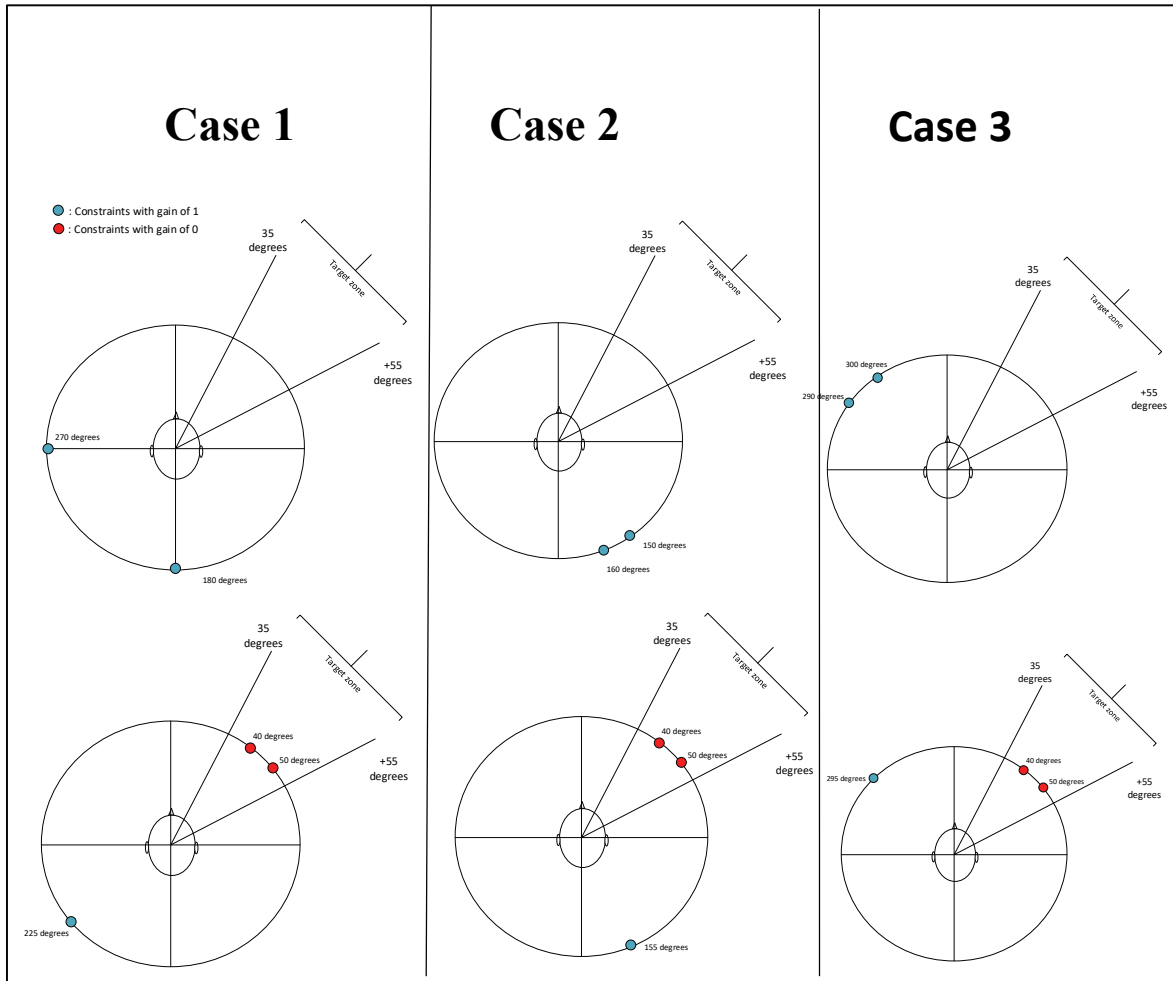 Case 1
Case 2
Case 3
: Constraints with gain of 1
: Constraints with gain of 0
35
degrees
Target zone
+55
degrees
270 degrees
180 degrees
35
degrees
Target zone
+55
degrees
150 degrees
160 degrees
35
degrees
Target zone
+55
degrees
300 degrees
290 degrees
35
degrees
Target zone
40 degrees
50 degrees
+55
degrees
225 degrees
35
degrees
Target zone
40 degrees
50 degrees
+55
degrees
155 degrees
35
degrees
Target zone
40 degrees
50 degrees
+55
degrees
295 degrees